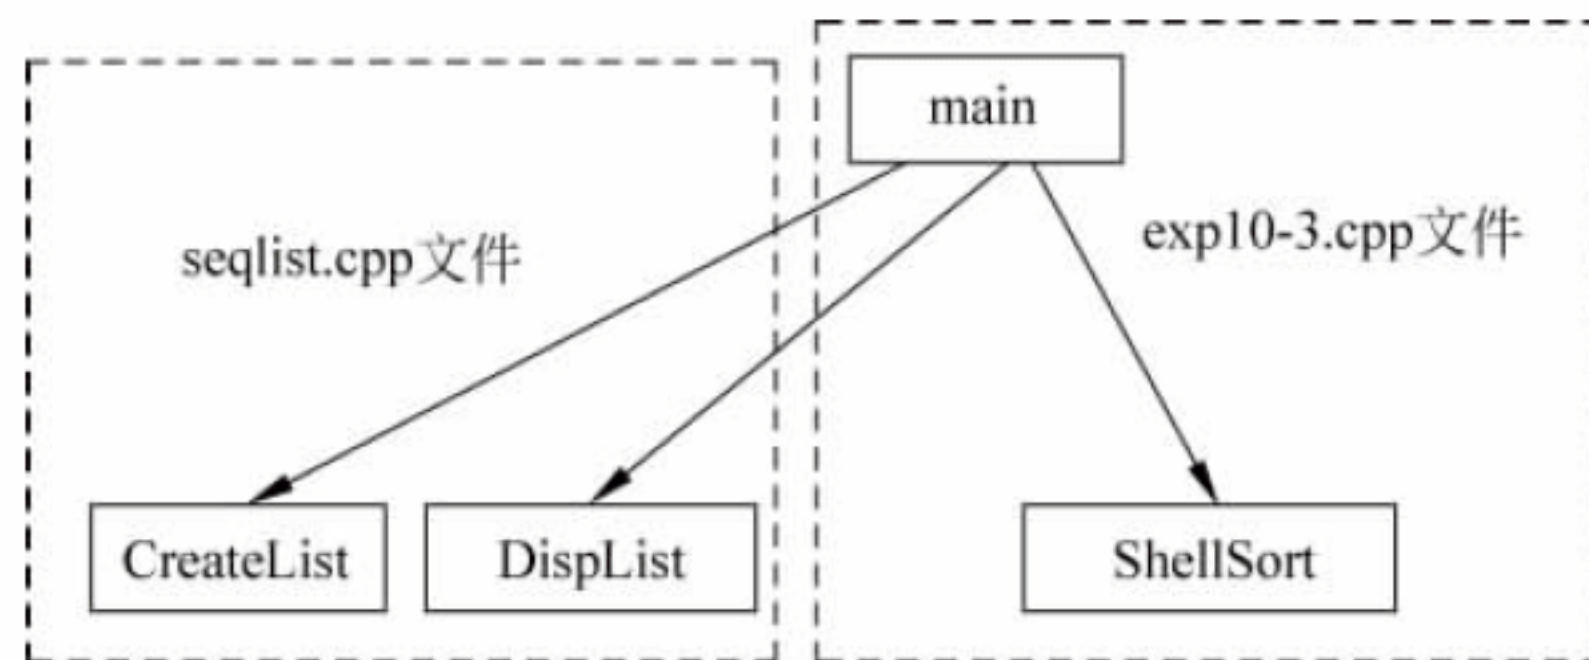 main
exp10-3.cpp文件
seqlist.cpp文件
CreateList
DispList
ShellSort